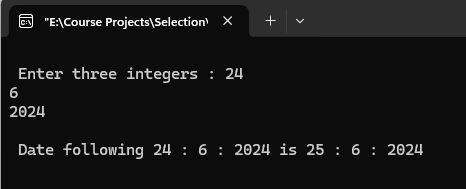 "E:\Course Projects\Selection\
Enter three integers : 24
6
2024
Date following 24 : 6 : 2024 is 25 : 6 : 2024